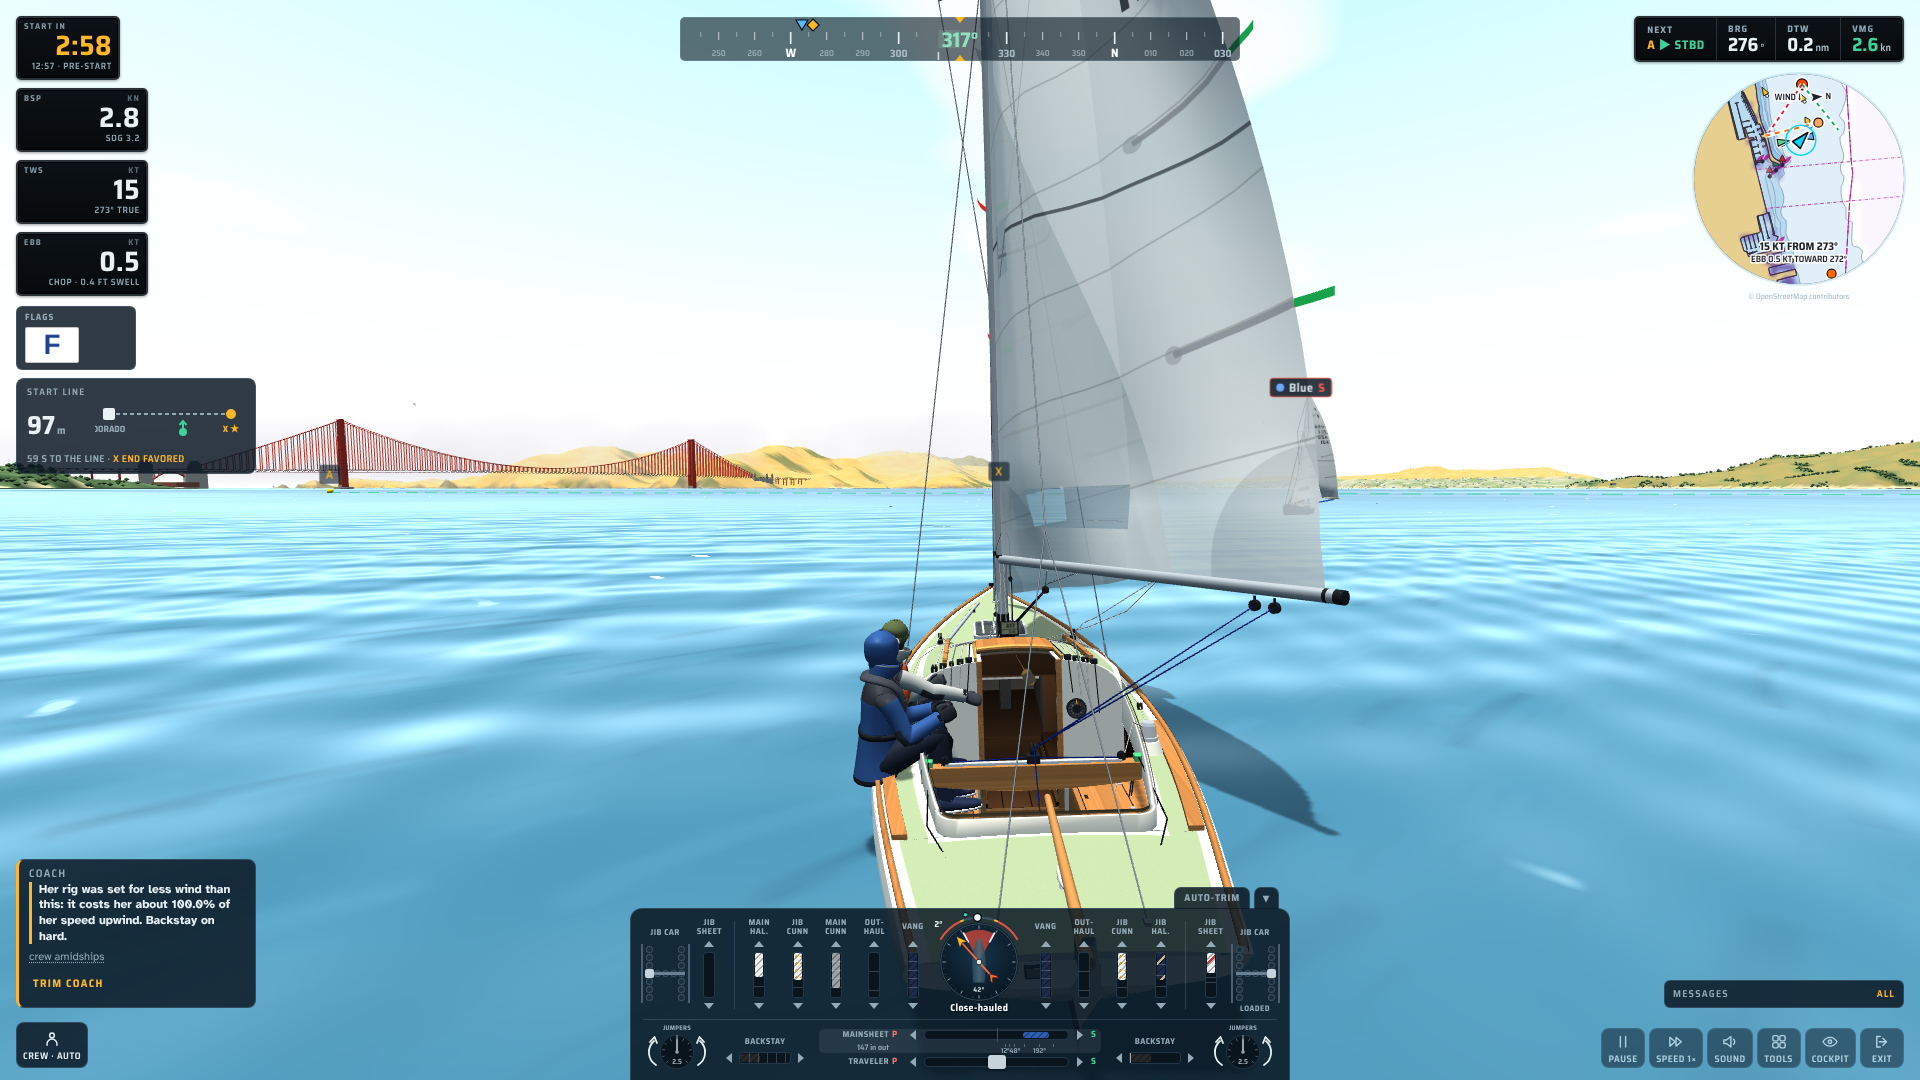 START IN
2:58
12:57 · PRE-START
BSP KN
2.8
SOG 3.2
TWS KT
15
273° TRUE
EBB KT
0.5
CHOP · 0.4 FT SWELL
FLAGS
F
START LINE
97 m
JORADO X ★
59 S TO THE LINE · X END FAVORED
250 260 W 280 290 300 317° 330 340 350 N 010 020 030
NEXT
A ▶ STBD
BRG
276°
DTW
0.2 nm
VMG
2.6 kn
WIND N
15 KT FROM 273°
EBB 0.5 KT TOWARD 272°
© OpenStreetMap contributors
A
X
Blue S
COACH
Her rig was set for less wind than
this: it costs her about 100.0% of
her speed upwind. Backstay on
hard.
crew amidships
TRIM COACH
CREW · AUTO
AUTO-TRIM ▼
JIB CAR
JIB SHEET
MAIN HAL.
JIB CUNN
MAIN CUNN
OUT-HAUL
VANG
2°
42°
Close-hauled
VANG
OUT-HAUL
JIB CUNN
JIB HAL.
JIB SHEET
JIB CAR
LOADED
JUMPERS
2.5
BACKSTAY
MAINSHEET P S
147 in out
12°48" 192"
TRAVELER P S
BACKSTAY
JUMPERS
2.5
MESSAGES ALL
PAUSE
SPEED 1×
SOUND
TOOLS
COCKPIT
EXIT